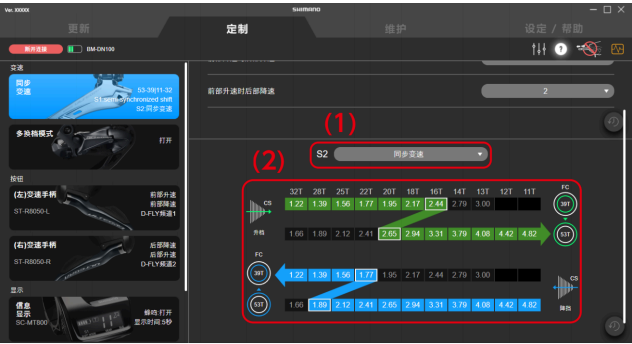 Ver. XXXXX
SHIMANO
更新
定制
维护
设定 / 帮助
断开连接
BM-DN100
变速
同步
变速
53-39|11-32
S1 semi-synchronized shift
S2 同步变速
多换档模式
打开
(左)变速手柄
ST-R8050-L
前部升速
前部降速
D-FLY频道1
(右)变速手柄
ST-R8050-R
后部降速
后部升速
D-FLY频道2
显示
信息
显示
SC-MT800
蜂鸣:打开
显示时间:5秒
前部升速时后部降速
2
(1)
S2
同步变速
(2)
32T 28T 25T 22T 20T 18T 16T 14T 13T 12T 11T
FC
CS
1.22 1.39 1.56 1.77 1.95 2.17 2.44 2.79 3.00
39T
升档
1.66 1.89 2.12 2.41 2.65 2.94 3.31 3.79 4.08 4.42 4.82
53T
FC
39T
1.22 1.39 1.56 1.77 1.95 2.17 2.44 2.79 3.00
CS
53T
1.66 1.89 2.12 2.41 2.65 2.94 3.31 3.79 4.08 4.42 4.82
降档